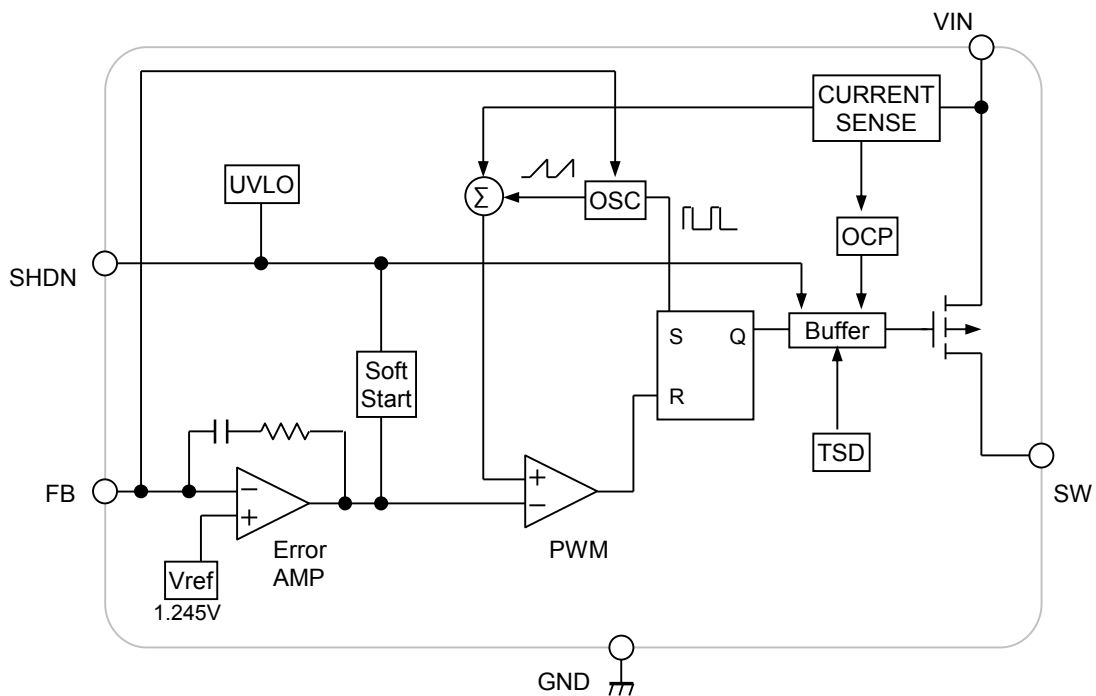 VIN
CURRENT
SENSE
UVLO
Σ
OSC
OCP
SHDN
S
Q
Buffer
Soft
Start
R
TSD
FB
−
+
+
−
SW
Error
AMP
PWM
Vref
1.245V
GND